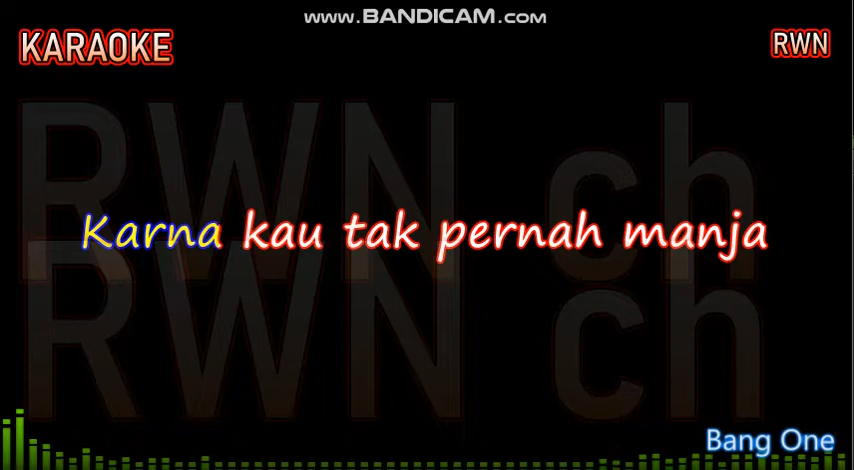 www.BANDICAM.com
KARAOKE
RWN
RWN ch
Karna kau tak pernah manja
RWN ch
Bang One